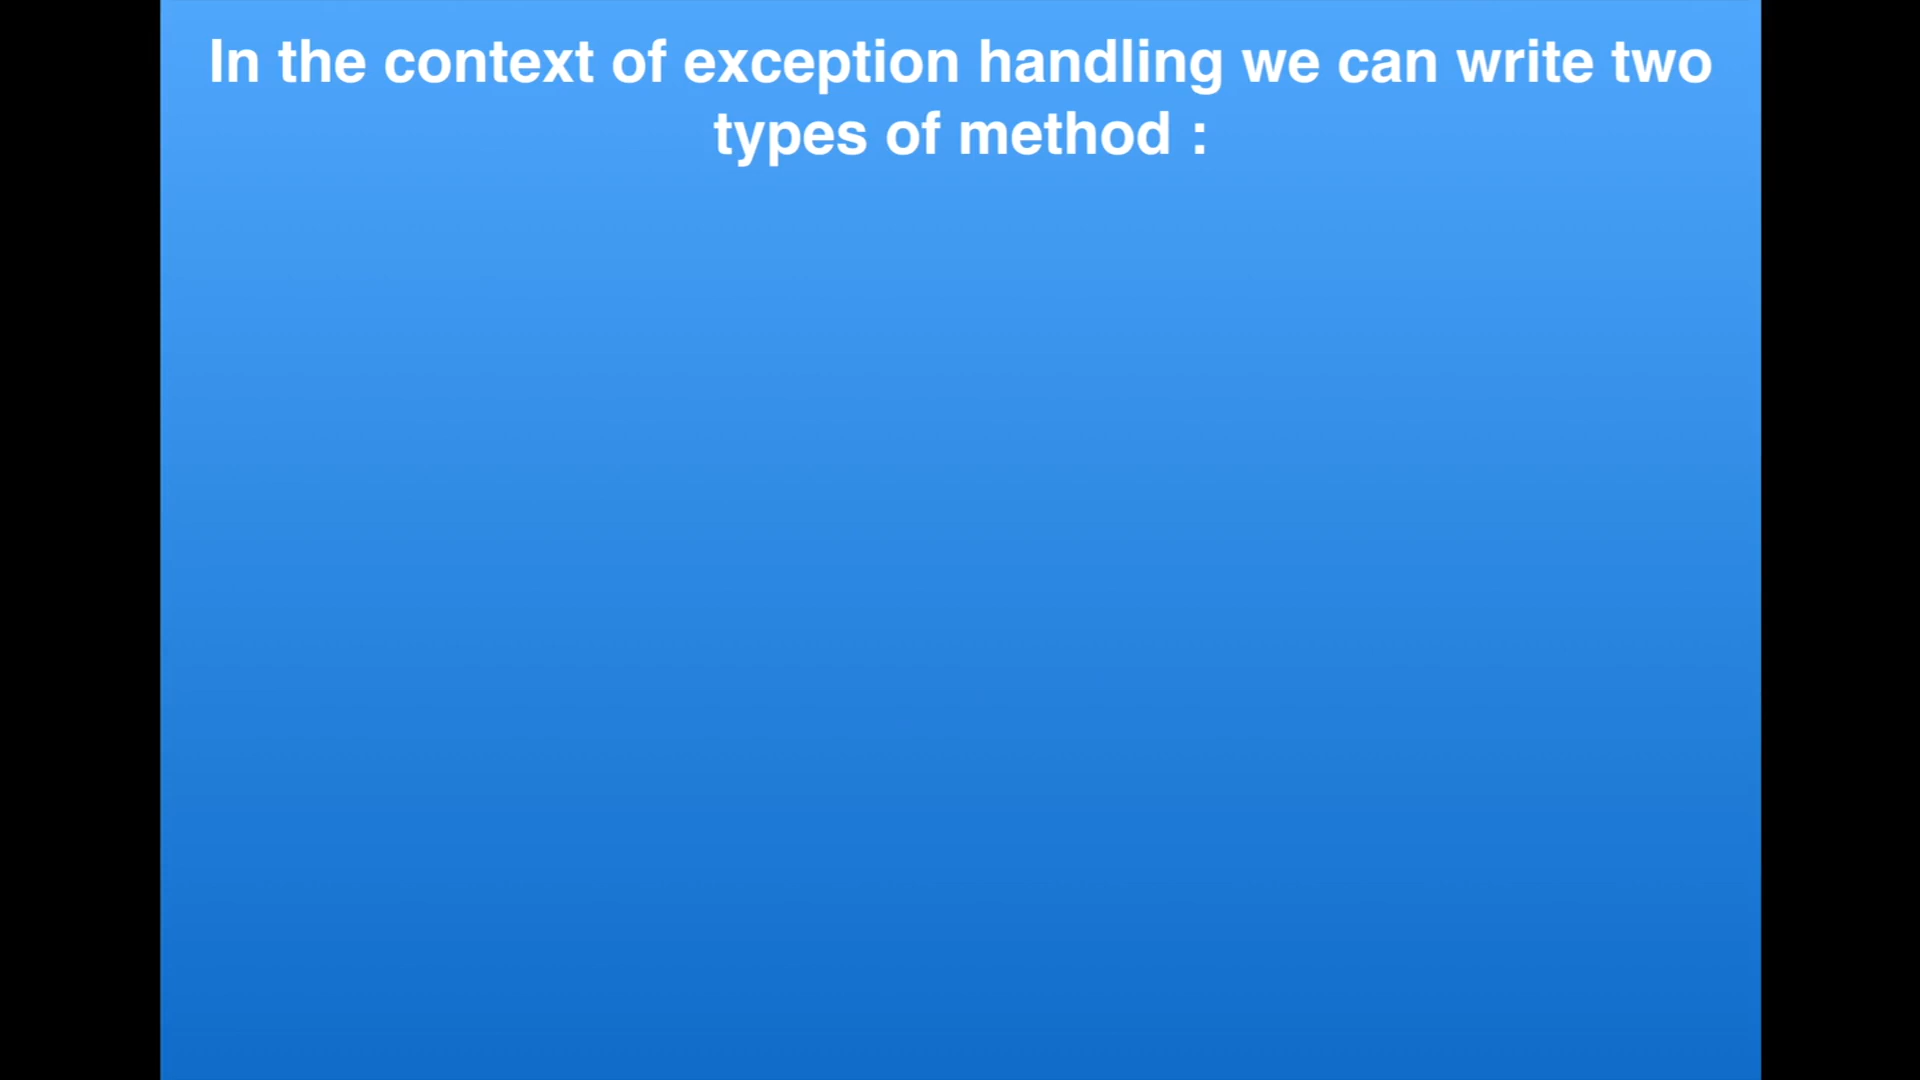 In the context of exception handling we can write two
types of method :